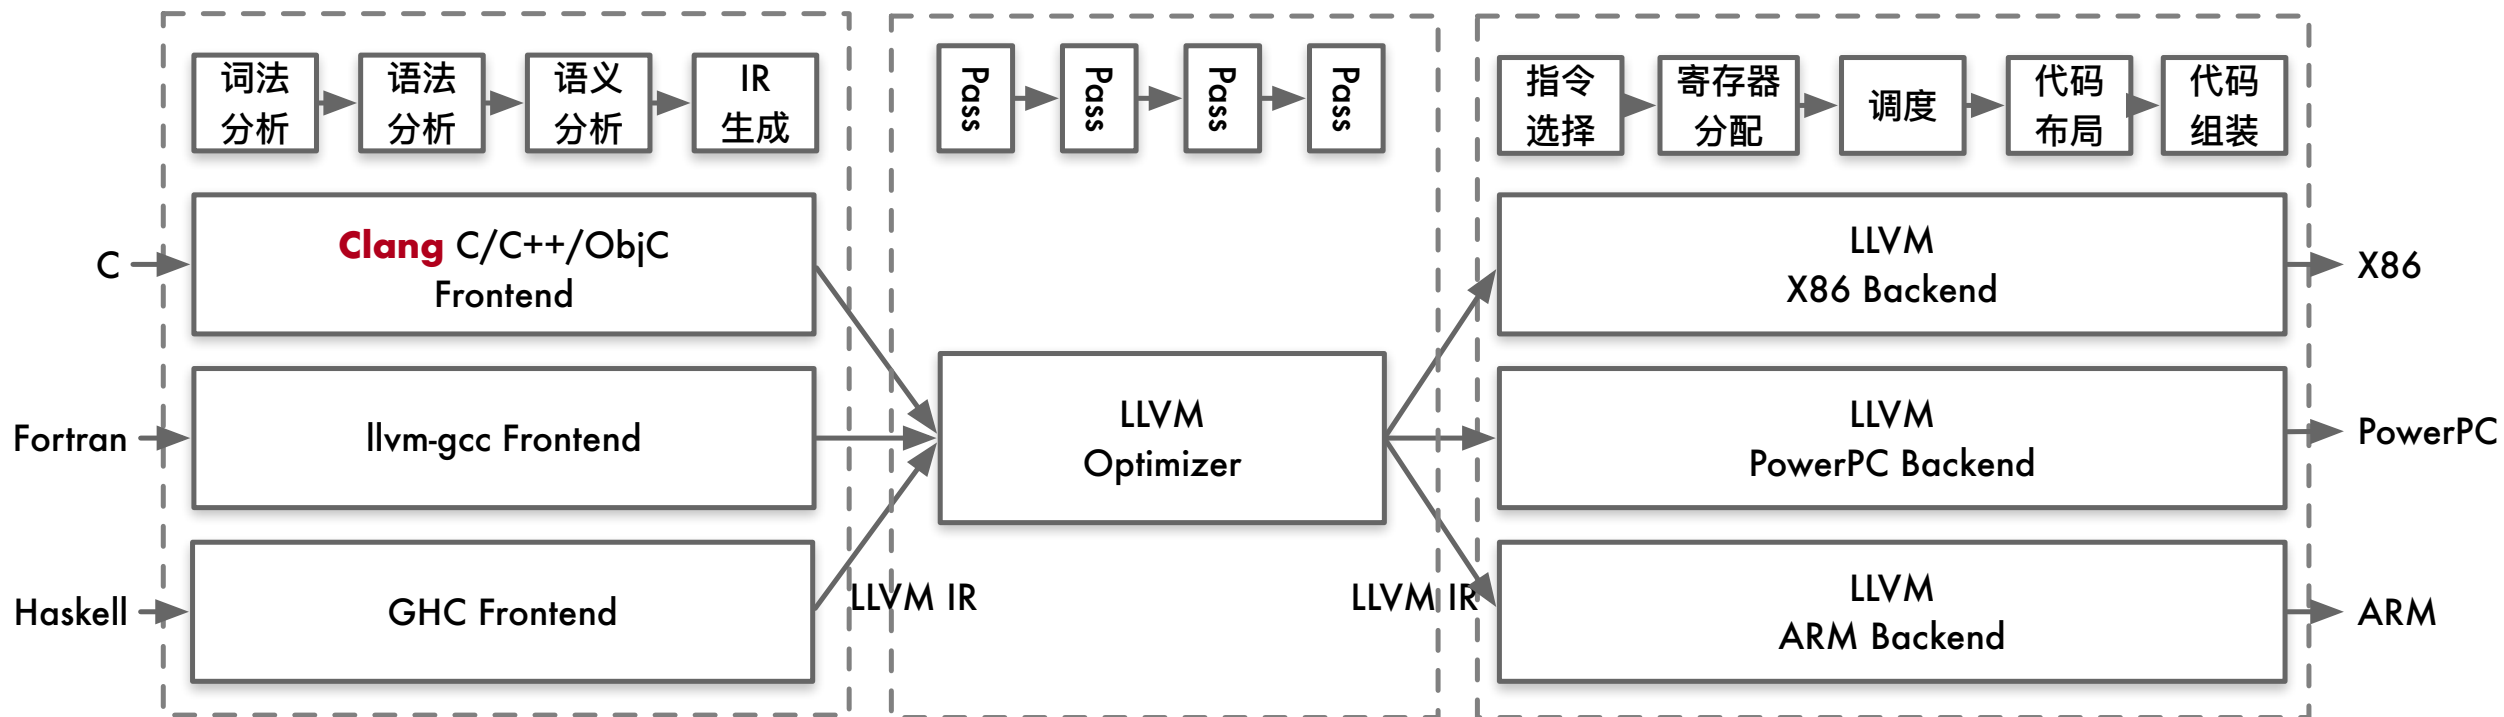 词法
分析
语法
分析
语义
分析
IR
生成
Pass
Pass
Pass
Pass
指令
选择
寄存器
分配
调度
代码
布局
代码
组装
C
Clang C/C++/ObjC
Frontend
Fortran
llvm-gcc Frontend
Haskell
GHC Frontend
LLVM IR
LLVM
Optimizer
LLVM IR
LLVM
X86 Backend
X86
LLVM
PowerPC Backend
PowerPC
LLVM
ARM Backend
ARM